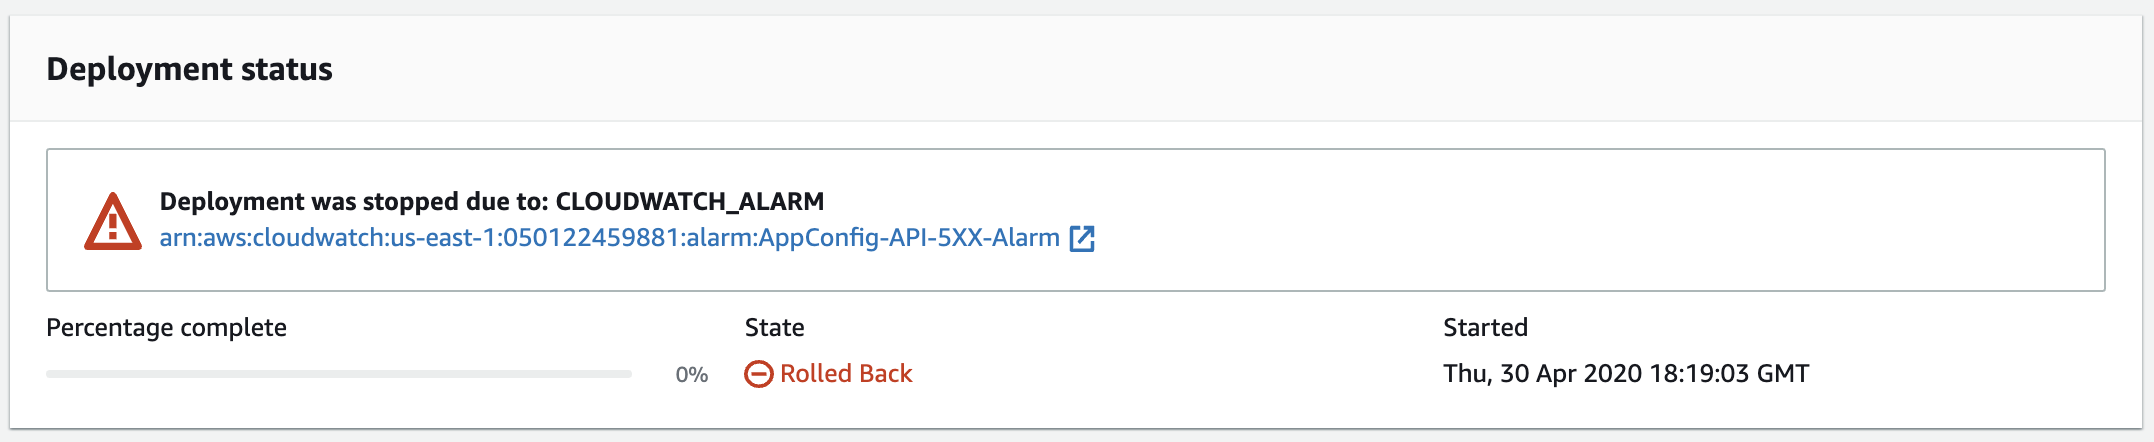 Deployment status
Deployment was stopped due to: CLOUDWATCH_ALARM
arn:aws:cloudwatch:us-east-1:050122459881:alarm:AppConfig-API-5XX-Alarm
Percentage complete
0%
State
Rolled Back
Started
Thu, 30 Apr 2020 18:19:03 GMT